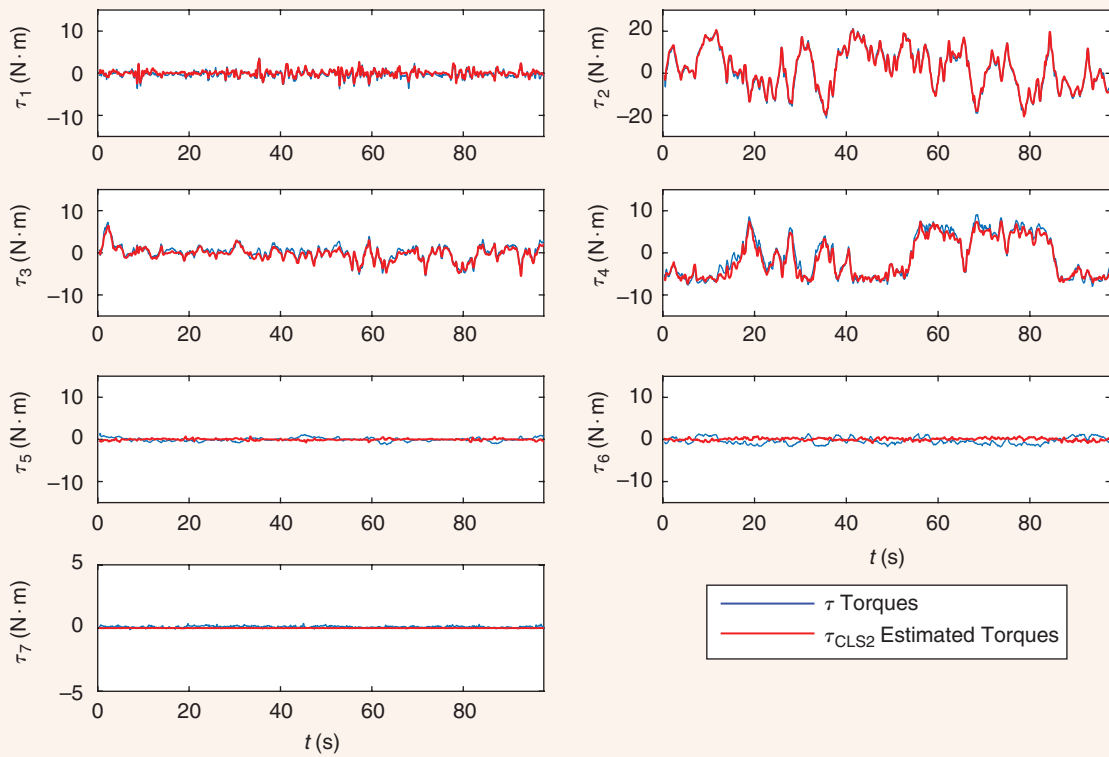 10
0
–10
τ1 (N · m)
0 20 40 60 80
20
0
–20
τ2 (N · m)
0 20 40 60 80
10
0
–10
τ3 (N · m)
0 20 40 60 80
10
0
–10
τ4 (N · m)
0 20 40 60 80
10
0
–10
τ5 (N · m)
0 20 40 60 80
10
0
–10
τ6 (N · m)
0 20 40 60 80
t (s)
5
0
–5
τ7 (N · m)
0 20 40 60 80
t (s)
τ Torques
τCLS2 Estimated Torques